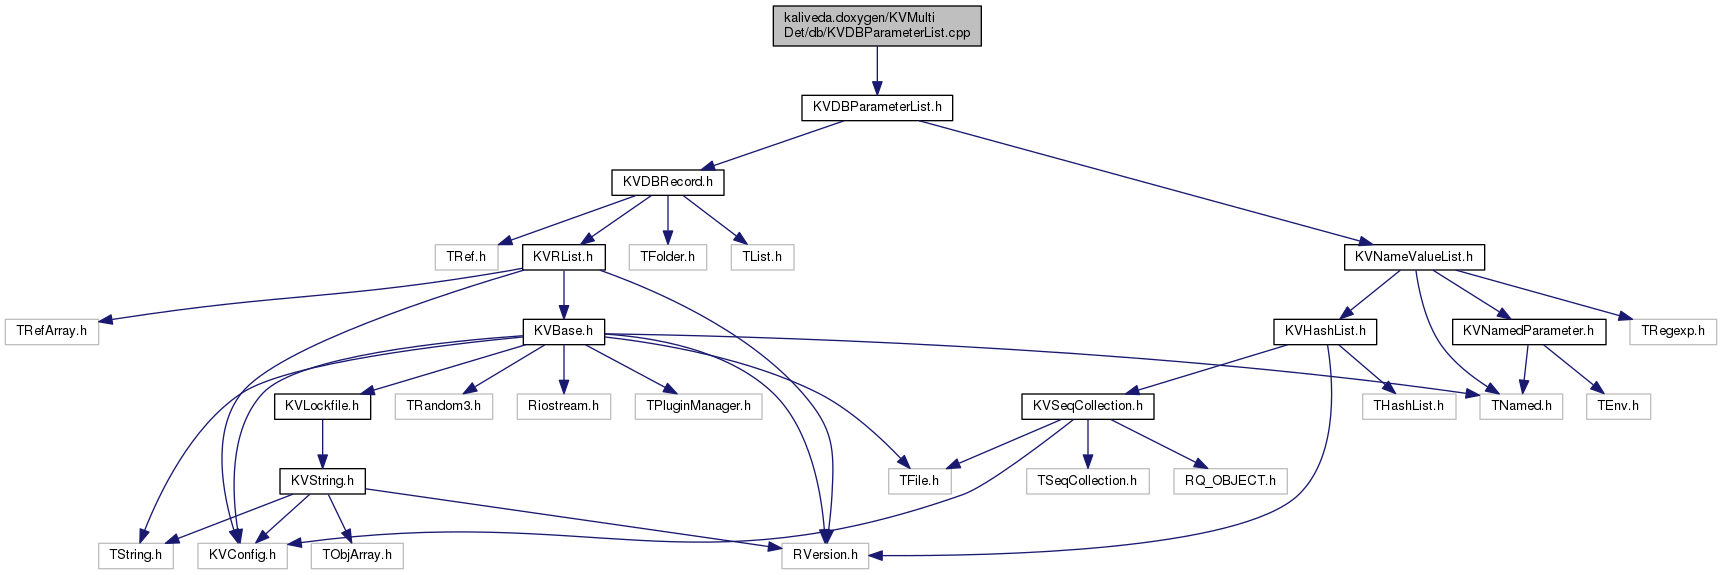 kaliveda.doxygen/KVMulti
Det/db/KVDBParameterList.cpp
KVDBParameterList.h
KVDBRecord.h
TRef.h
KVRList.h
TFolder.h
TList.h
KVNameValueList.h
TRefArray.h
KVBase.h
KVHashList.h
KVNamedParameter.h
TRegexp.h
KVLockfile.h
TRandom3.h
Riostream.h
TPluginManager.h
KVSeqCollection.h
THashList.h
TNamed.h
TEnv.h
KVString.h
TFile.h
TSeqCollection.h
RQ_OBJECT.h
TString.h
KVConfig.h
TObjArray.h
RVersion.h